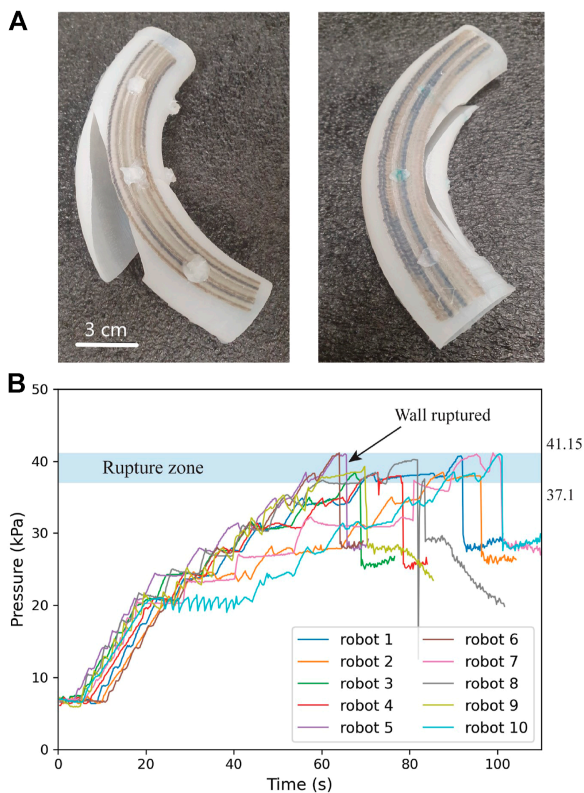 A
3 cm
B
50
40
30
20
10
0
Pressure (kPa)
Rupture zone
Wall ruptured
41.15
37.1
robot 1
robot 2
robot 3
robot 4
robot 5
robot 6
robot 7
robot 8
robot 9
robot 10
0 20 40 60 80 100
Time (s)